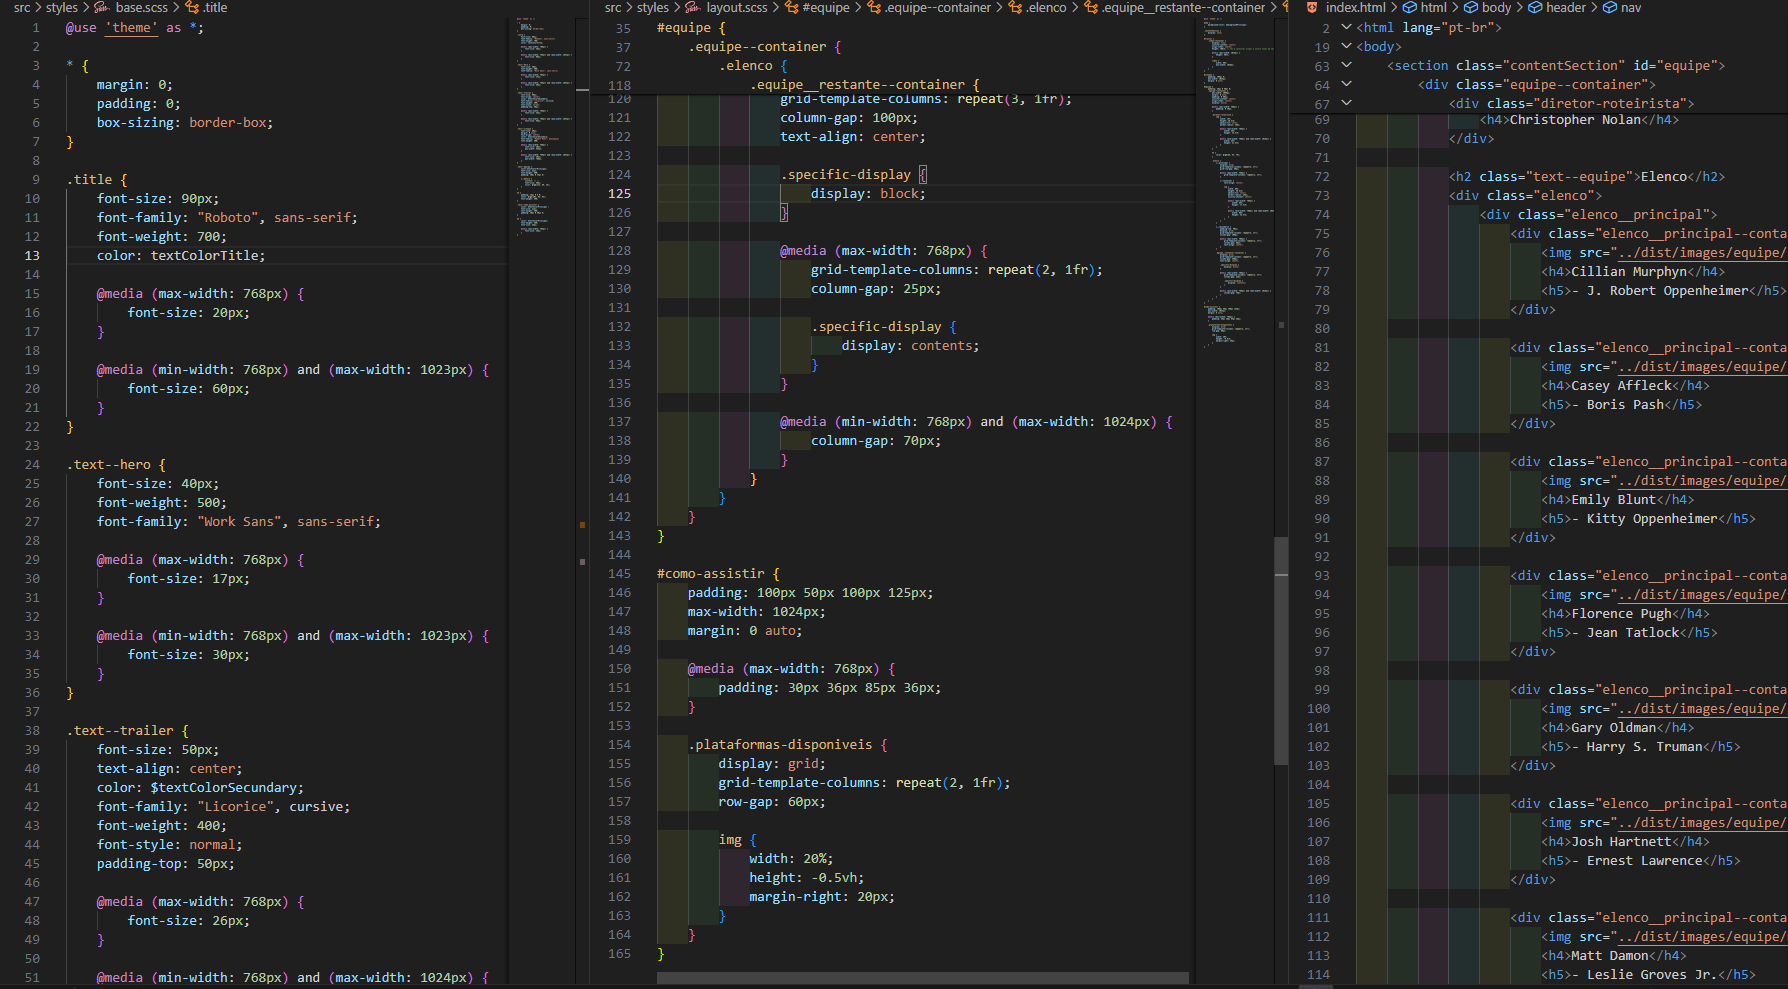 src > styles > base.scss > .title
1 @use 'theme' as *;
2
3 * {
4 margin: 0;
5 padding: 0;
6 box-sizing: border-box;
7 }
8
9 .title {
10 font-size: 90px;
11 font-family: "Roboto", sans-serif;
12 font-weight: 700;
13 color: textColorTitle;
14
15 @media (max-width: 768px) {
16 font-size: 20px;
17 }
18
19 @media (min-width: 768px) and (max-width: 1023px) {
20 font-size: 60px;
21 }
22 }
23
24 .text--hero {
25 font-size: 40px;
26 font-weight: 500;
27 font-family: "Work Sans", sans-serif;
28
29 @media (max-width: 768px) {
30 font-size: 17px;
31 }
32
33 @media (min-width: 768px) and (max-width: 1023px) {
34 font-size: 30px;
35 }
36 }
37
38 .text--trailer {
39 font-size: 50px;
40 text-align: center;
41 color: $textColorSecundary;
42 font-family: "Licorice", cursive;
43 font-weight: 400;
44 font-style: normal;
45 padding-top: 50px;
46
47 @media (max-width: 768px) {
48 font-size: 26px;
49 }
50
51 @media (min-width: 768px) and (max-width: 1024px) {
src > styles > layout.scss > #equipe > .equipe--container > .elenco > .equipe__restante--container >
35 #equipe {
37 .equipe--container {
72 .elenco {
118 .equipe__restante--container {
120 grid-template-columns: repeat(3, 1fr);
121 column-gap: 100px;
122 text-align: center;
123
124 .specific-display {
125 display: block;
126 }
127
128 @media (max-width: 768px) {
129 grid-template-columns: repeat(2, 1fr);
130 column-gap: 25px;
131
132 .specific-display {
133 display: contents;
134 }
135 }
136
137 @media (min-width: 768px) and (max-width: 1024px) {
138 column-gap: 70px;
139 }
140 }
141 }
142 }
143 }
144
145 #como-assistir {
146 padding: 100px 50px 100px 125px;
147 max-width: 1024px;
148 margin: 0 auto;
149
150 @media (max-width: 768px) {
151 padding: 30px 36px 85px 36px;
152 }
153
154 .plataformas-disponiveis {
155 display: grid;
156 grid-template-columns: repeat(2, 1fr);
157 row-gap: 60px;
158
159 img {
160 width: 20%;
161 height: -0.5vh;
162 margin-right: 20px;
163 }
164 }
165 }
index.html > html > body > header > nav
2 <html lang="pt-br">
19 <body>
63 <section class="contentSection" id="equipe">
64 <div class="equipe--container">
67 <div class="diretor-roteirista">
69 <h4>Christopher Nolan</h4>
70 </div>
71
72 <h2 class="text--equipe">Elenco</h2>
73 <div class="elenco">
74 <div class="elenco__principal">
75 <div class="elenco__principal--conta
76 <img src="../dist/images/equipe/
77 <h4>Cillian Murphyn</h4>
78 <h5>- J. Robert Oppenheimer</h5>
79 </div>
80
81 <div class="elenco__principal--conta
82 <img src="../dist/images/equipe/
83 <h4>Casey Affleck</h4>
84 <h5>- Boris Pash</h5>
85 </div>
86
87 <div class="elenco__principal--conta
88 <img src="../dist/images/equipe/
89 <h4>Emily Blunt</h4>
90 <h5>- Kitty Oppenheimer</h5>
91 </div>
92
93 <div class="elenco__principal--conta
94 <img src="../dist/images/equipe/
95 <h4>Florence Pugh</h4>
96 <h5>- Jean Tatlock</h5>
97 </div>
98
99 <div class="elenco__principal--conta
100 <img src="../dist/images/equipe/
101 <h4>Gary Oldman</h4>
102 <h5>- Harry S. Truman</h5>
103 </div>
104
105 <div class="elenco__principal--conta
106 <img src="../dist/images/equipe/
107 <h4>Josh Hartnett</h4>
108 <h5>- Ernest Lawrence</h5>
109 </div>
110
111 <div class="elenco__principal--conta
112 <img src="../dist/images/equipe/
113 <h4>Matt Damon</h4>
114 <h5>- Leslie Groves Jr.</h5>